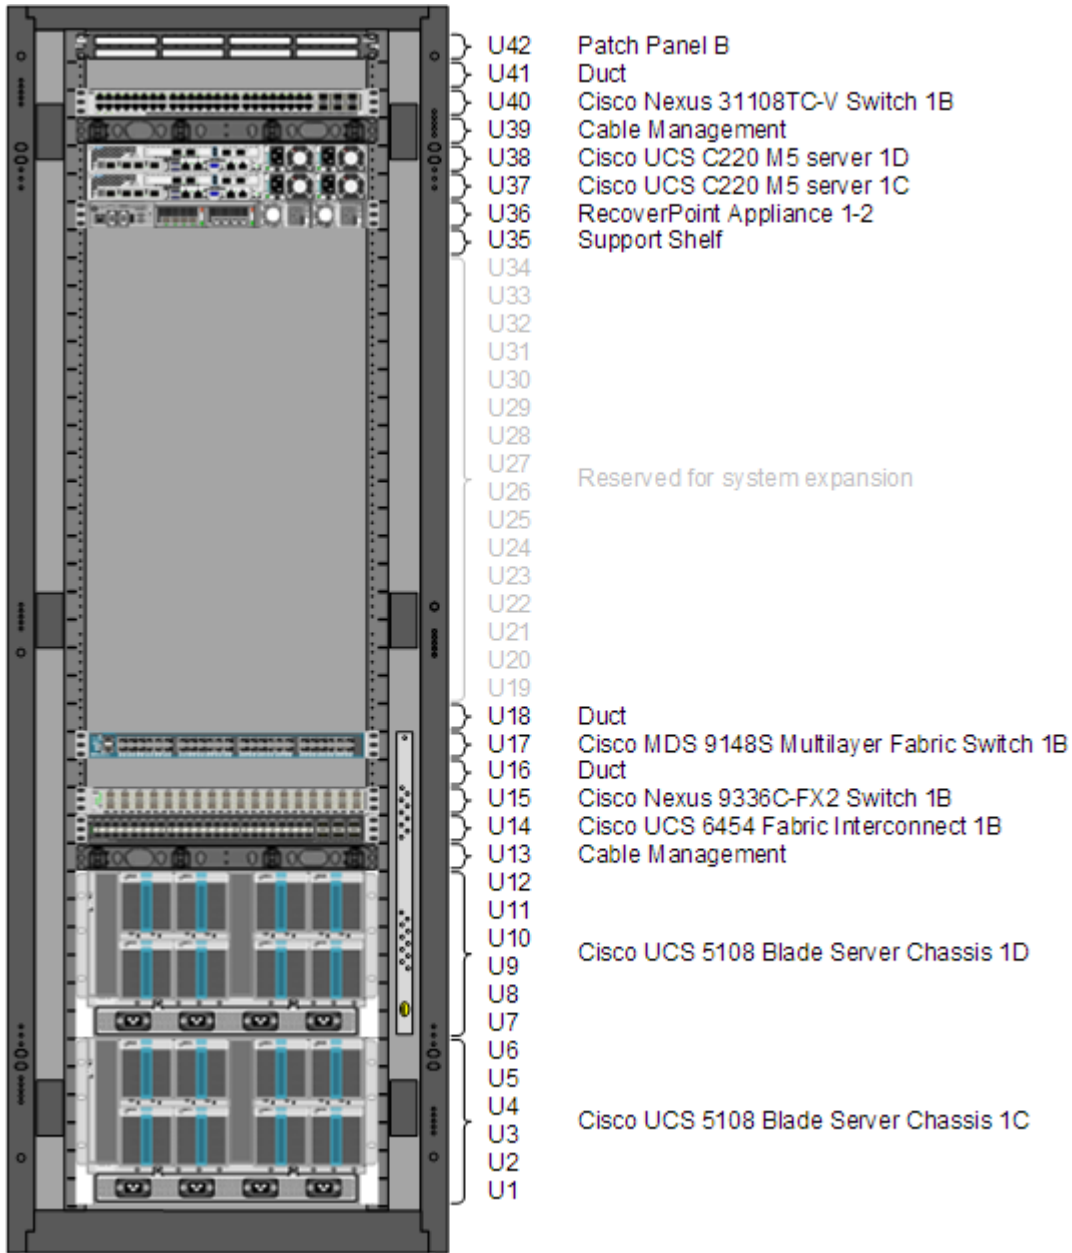 U42 Patch Panel B
U41 Duct
U40 Cisco Nexus 31108TC-V Switch 1B
U39 Cable Management
U38 Cisco UCS C220 M5 server 1D
U37 Cisco UCS C220 M5 server 1C
U36 RecoverPoint Appliance 1-2
U35 Support Shelf
U34
U33
U32
U31
U30
U29
U28
U27
Reserved for system expansion
U26
U25
U24
U23
U22
U21
U20
U19
U18 Duct
U17 Cisco MDS 9148S Multilayer Fabric Switch 1B
U16 Duct
U15 Cisco Nexus 9336C-FX2 Switch 1B
U14 Cisco UCS 6454 Fabric Interconnect 1B
U13 Cable Management
U12
U11
U10
Cisco UCS 5108 Blade Server Chassis 1D
U9
U8
U7
U6
U5
U4
Cisco UCS 5108 Blade Server Chassis 1C
U3
U2
U1